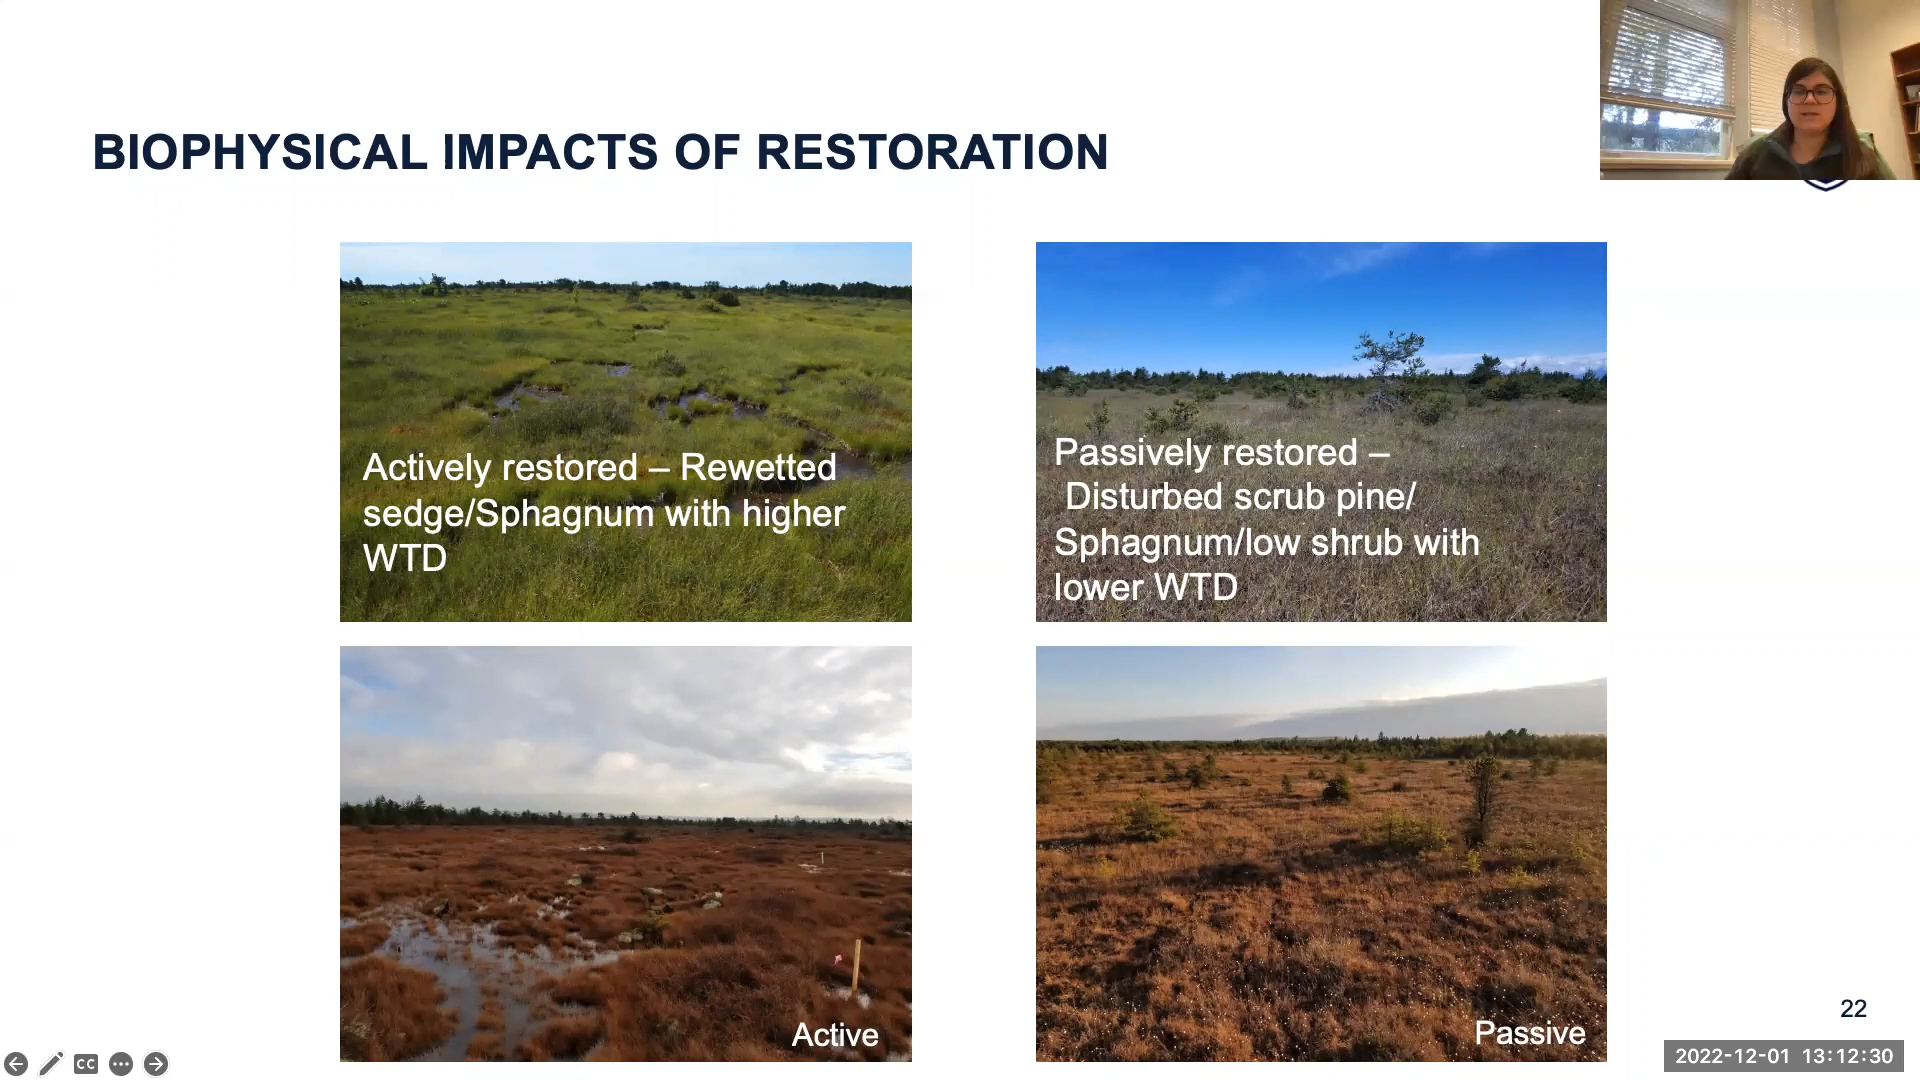 BIOPHYSICAL IMPACTS OF RESTORATION
Actively restored – Rewetted
sedge/Sphagnum with higher
WTD
Passively restored –
Disturbed scrub pine/
Sphagnum/low shrub with
lower WTD
Active
Passive
22
CC
2022-12-01 13:12:30